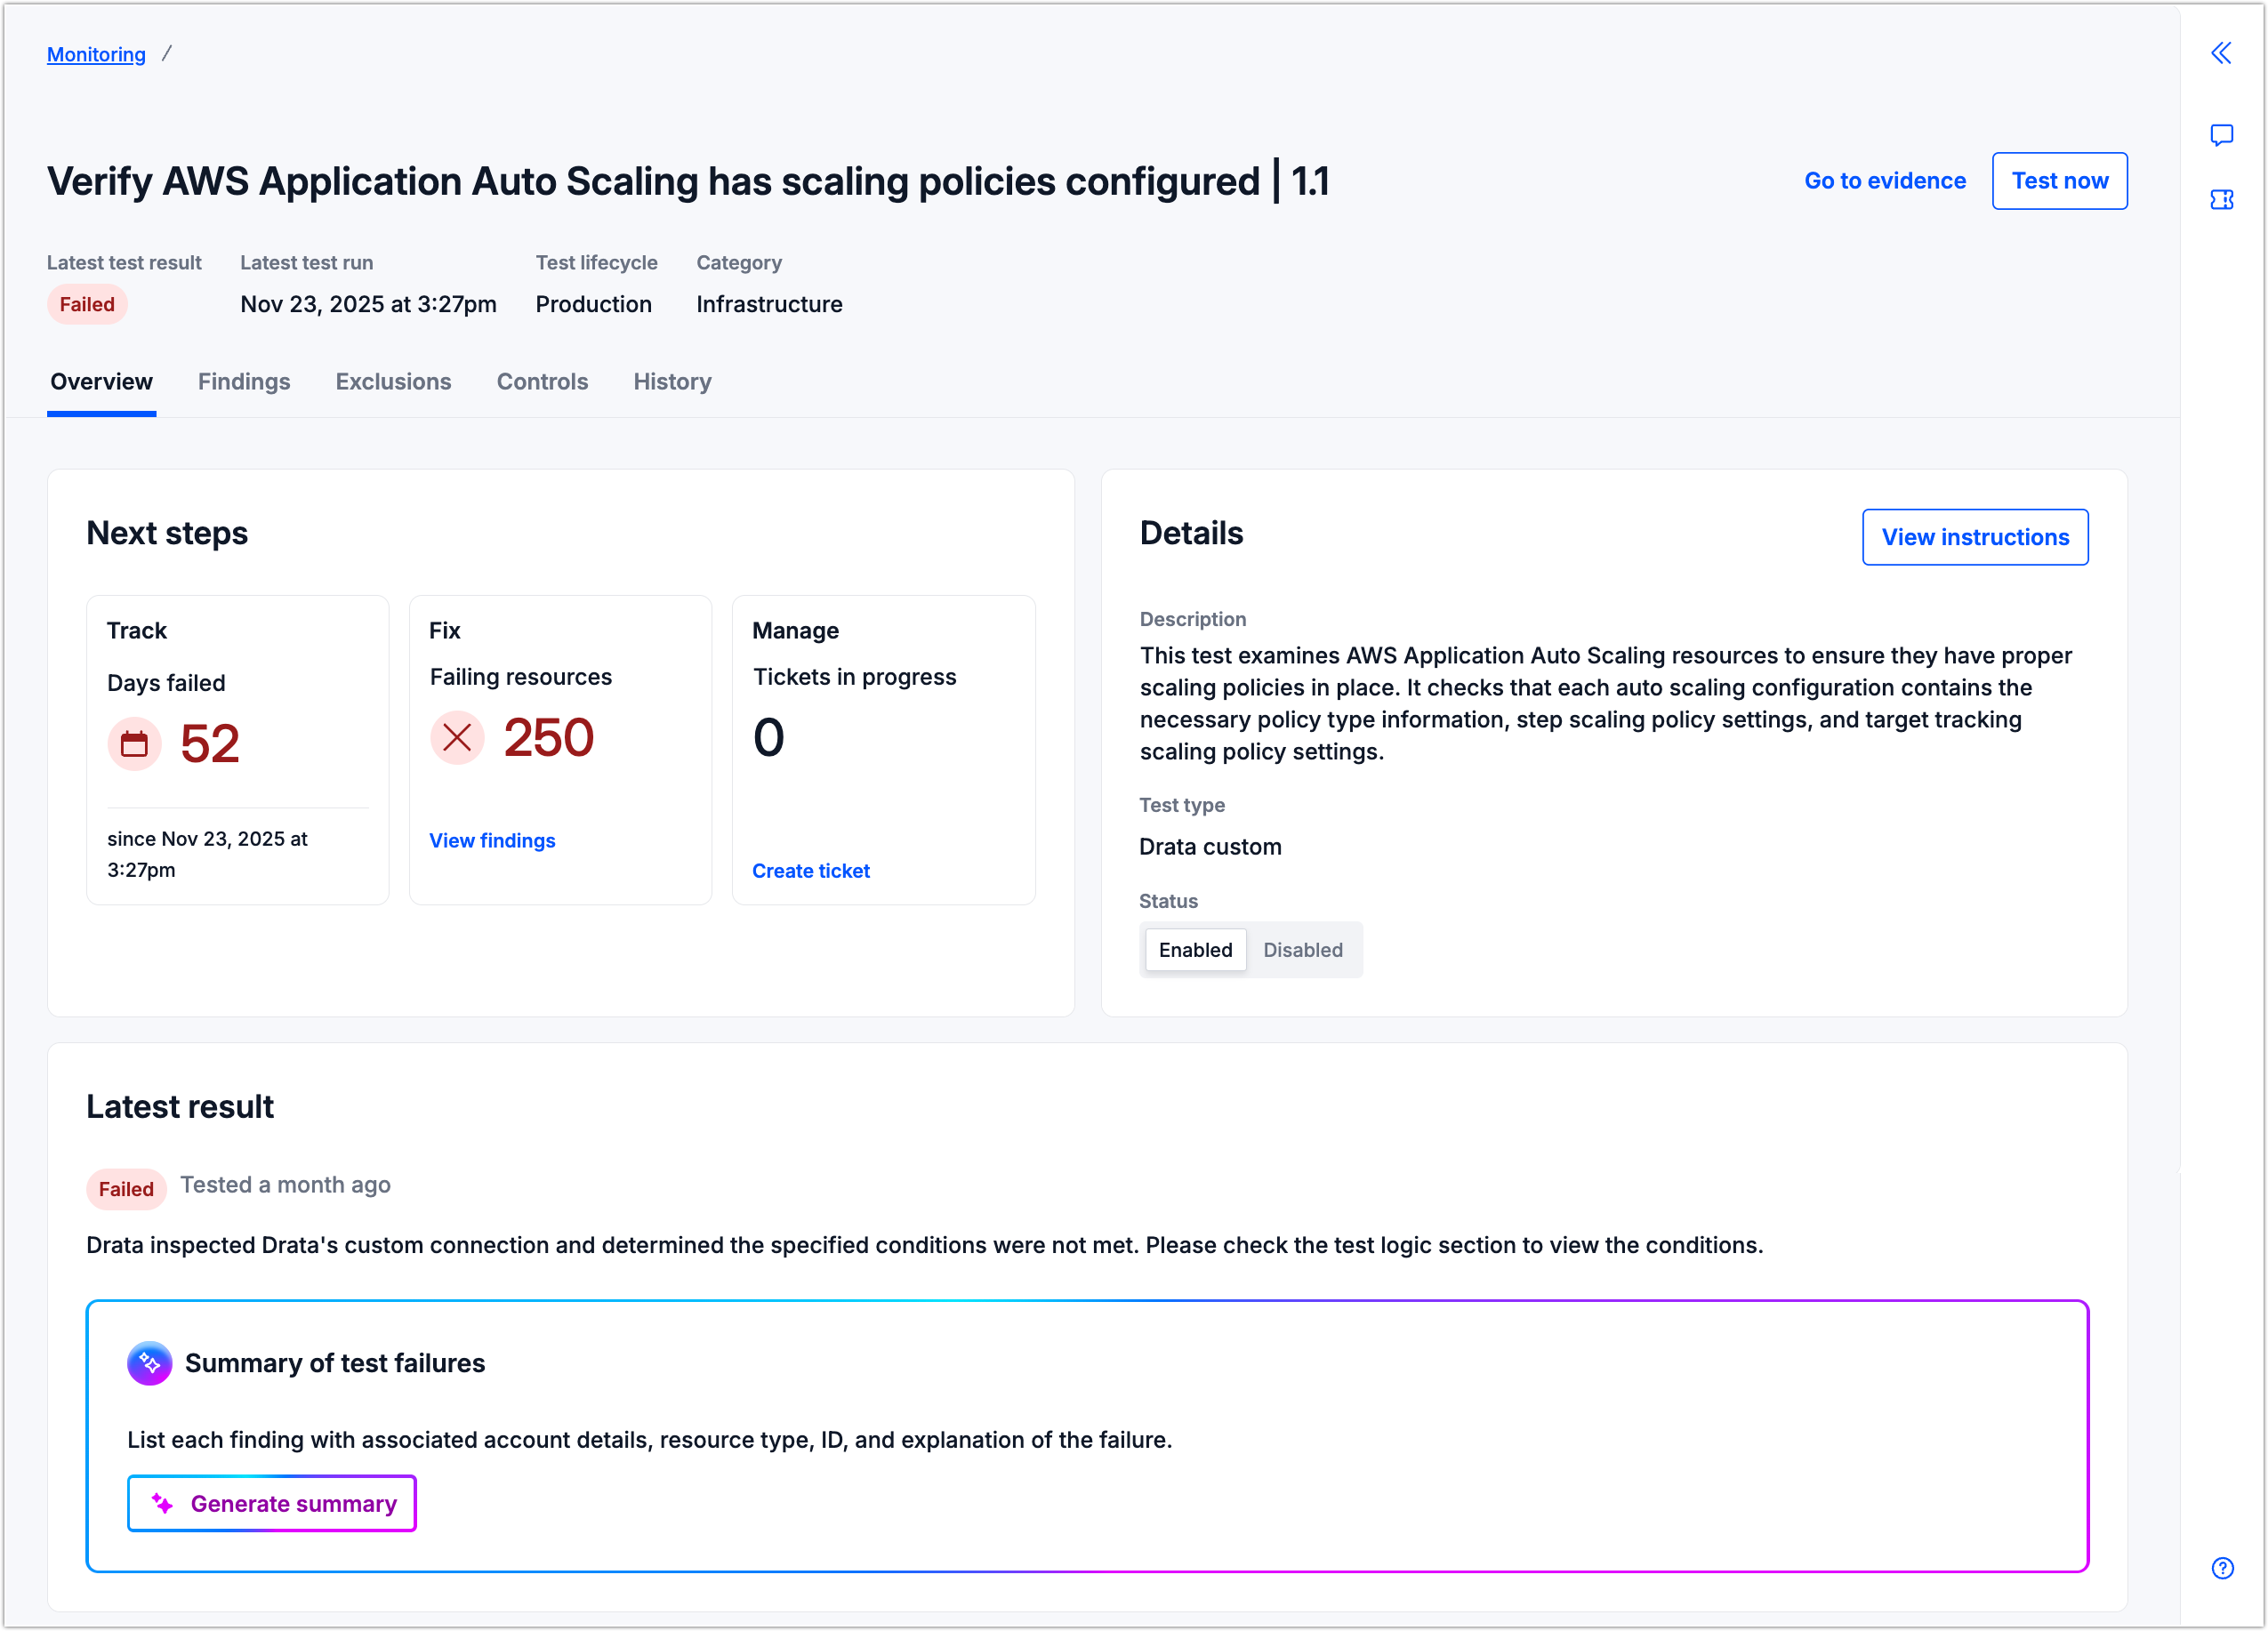 Monitoring /
Verify AWS Application Auto Scaling has scaling policies configured | 1.1
Go to evidence
Test now
Latest test result
Failed
Latest test run
Nov 23, 2025 at 3:27pm
Test lifecycle
Production
Category
Infrastructure
Overview
Findings
Exclusions
Controls
History
Next steps
Track
Days failed
52
since Nov 23, 2025 at
3:27pm
Fix
Failing resources
250
View findings
Manage
Tickets in progress
0
Create ticket
Details
View instructions
Description
This test examines AWS Application Auto Scaling resources to ensure they have proper
scaling policies in place. It checks that each auto scaling configuration contains the
necessary policy type information, step scaling policy settings, and target tracking
scaling policy settings.
Test type
Drata custom
Status
Enabled
Disabled
Latest result
Failed
Tested a month ago
Drata inspected Drata's custom connection and determined the specified conditions were not met. Please check the test logic section to view the conditions.
Summary of test failures
List each finding with associated account details, resource type, ID, and explanation of the failure.
Generate summary